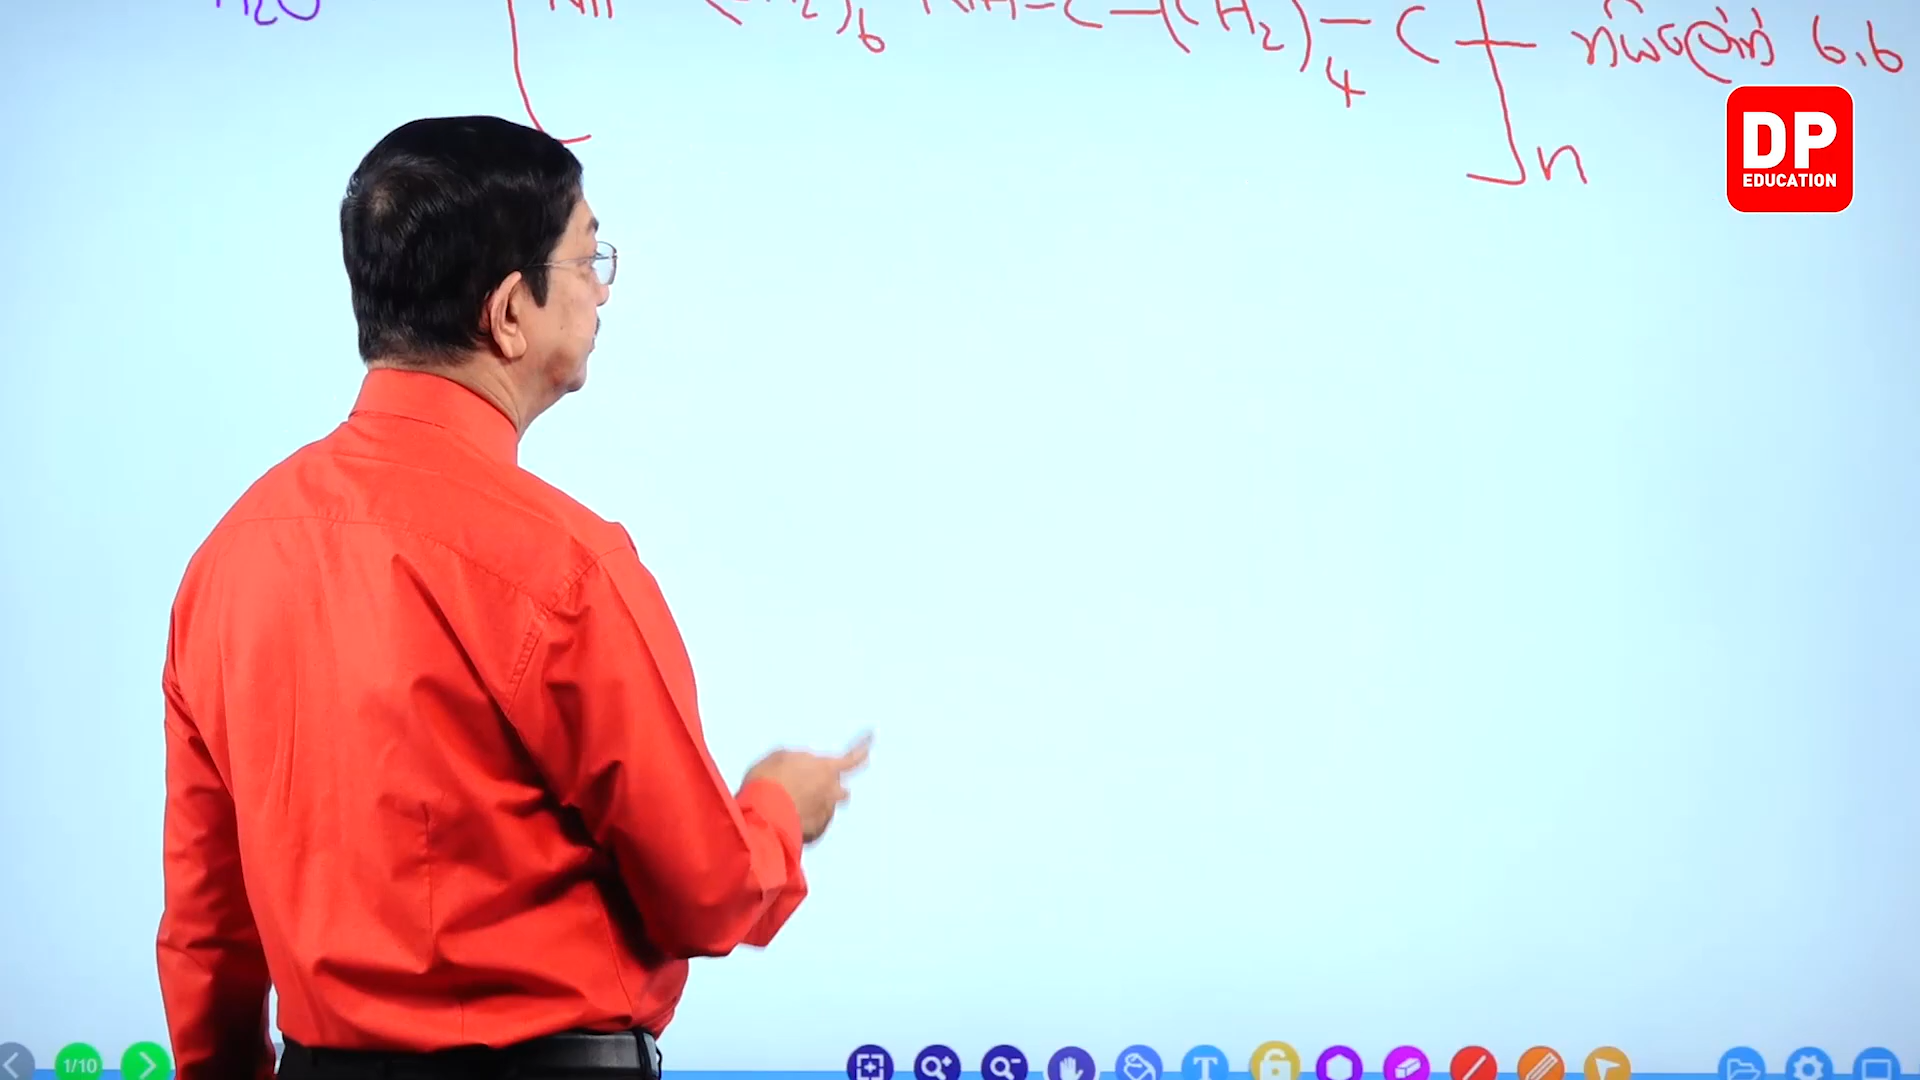 H2O
NH (CH2)6 NH-C-(CH2)4-C
නයිලෝන් 6,6
n
DP
EDUCATION
1/10
T